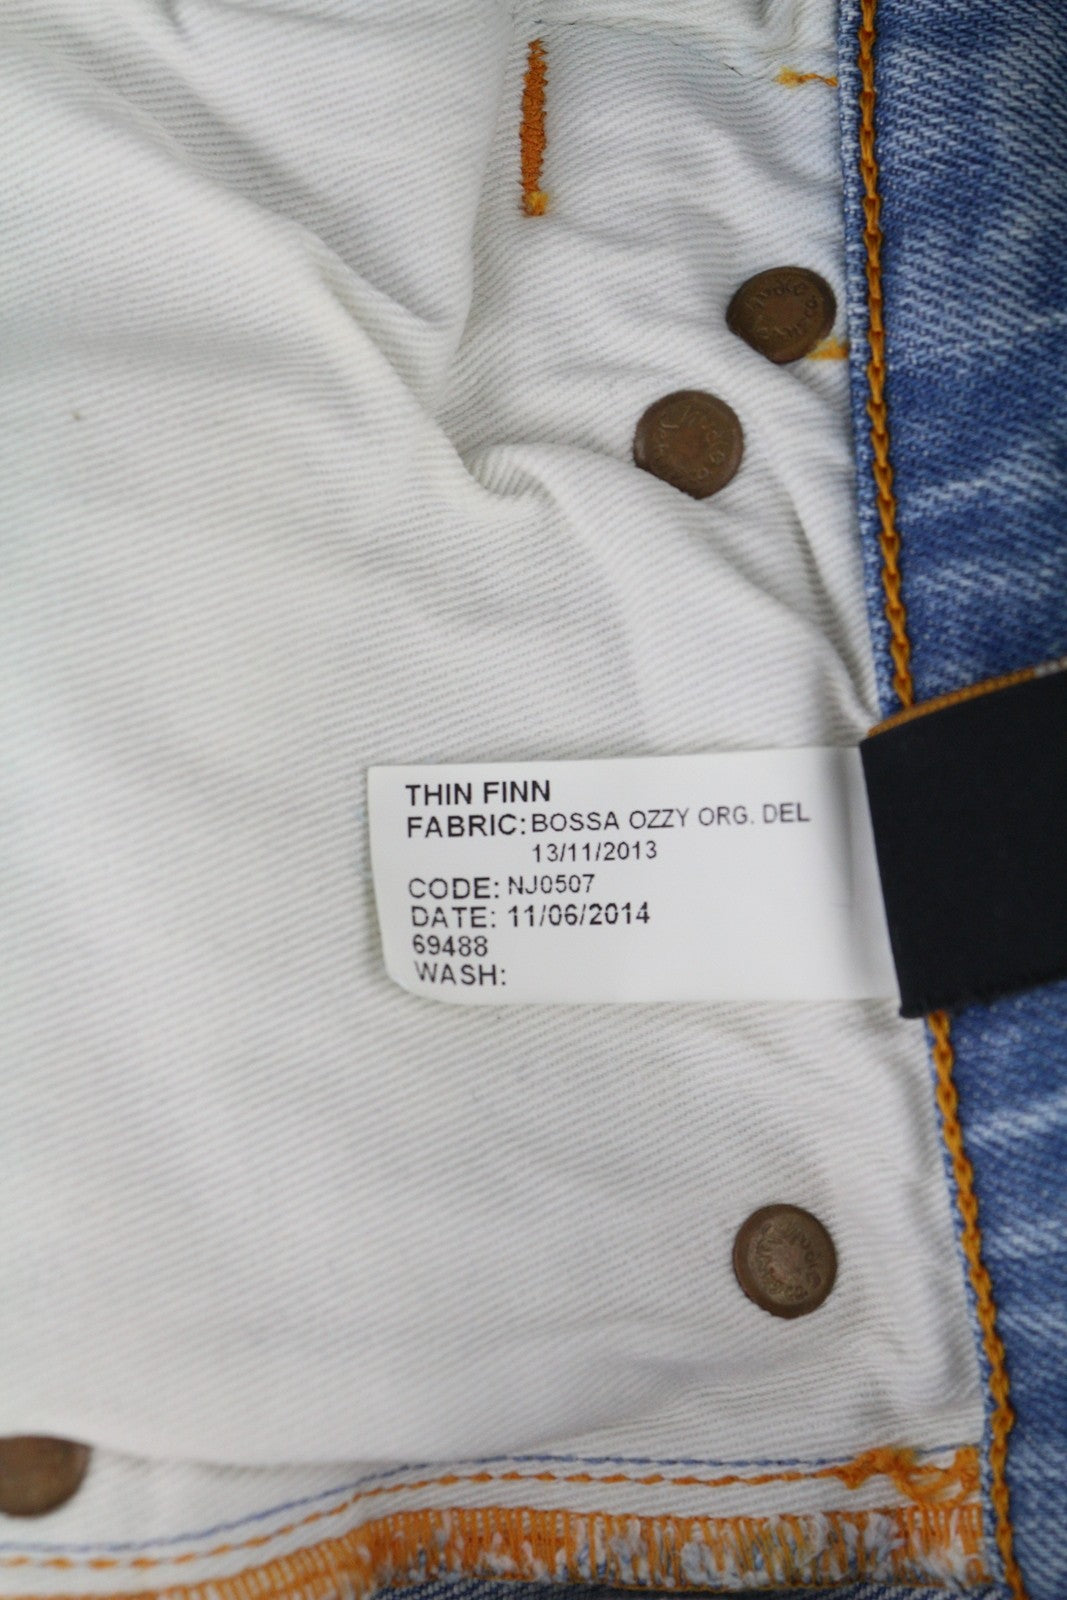 THIN FINN
FABRIC: BOSSA OZZY ORG. DEL
13/11/2013
CODE: NJ0507
DATE: 11/06/2014
69488
WASH: